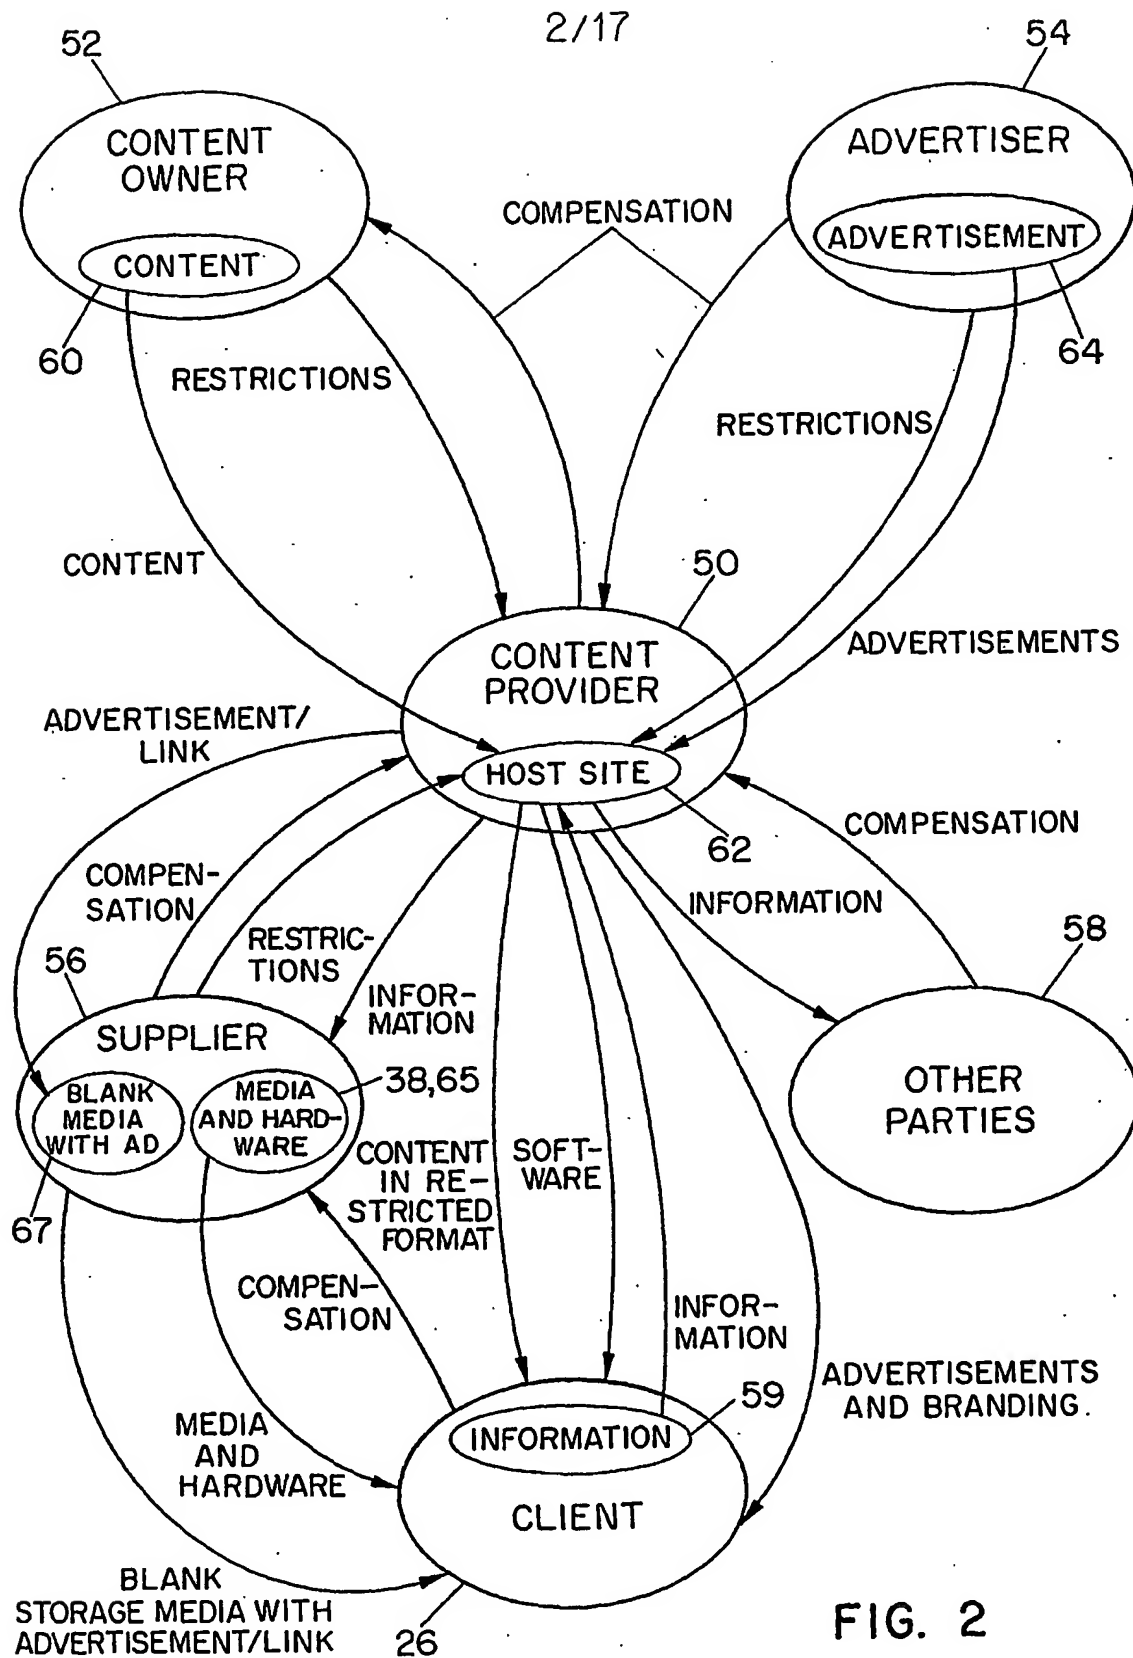 2/17
52
54
CONTENT
OWNER
ADVERTISER
COMPENSATION
ADVERTISEMENT
CONTENT
60
64
RESTRICTIONS
RESTRICTIONS
CONTENT
50
ADVERTISEMENTS
CONTENT
PROVIDER
ADVERTISEMENT/
LINK
HOST SITE
62
COMPENSATION
COMPEN-
SATION
INFORMATION
58
RESTRIC-
TIONS
56
INFOR-
MATION
SUPPLIER
38,65
BLANK
MEDIA
WITH AD
MEDIA
AND HARD-
WARE
OTHER
PARTIES
CONTENT
IN RE-
STRICTED
FORMAT
SOFT-
WARE
67
COMPEN-
SATION
INFOR-
MATION
ADVERTISEMENTS
AND BRANDING.
59
MEDIA
AND
HARDWARE
INFORMATION
CLIENT
BLANK
STORAGE MEDIA WITH
ADVERTISEMENT/LINK
26
FIG. 2